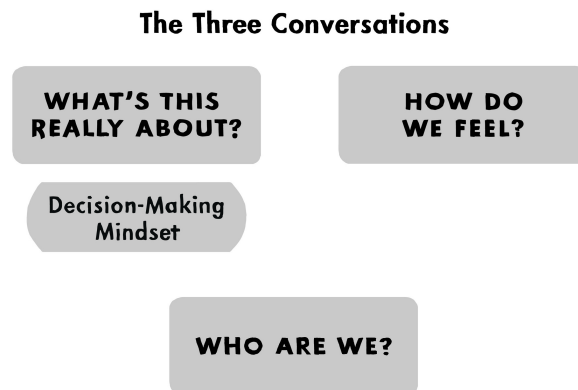 The Three Conversations
WHAT'S THIS
REALLY ABOUT?
HOW DO
WE FEEL?
Decision-Making
Mindset
WHO ARE WE?